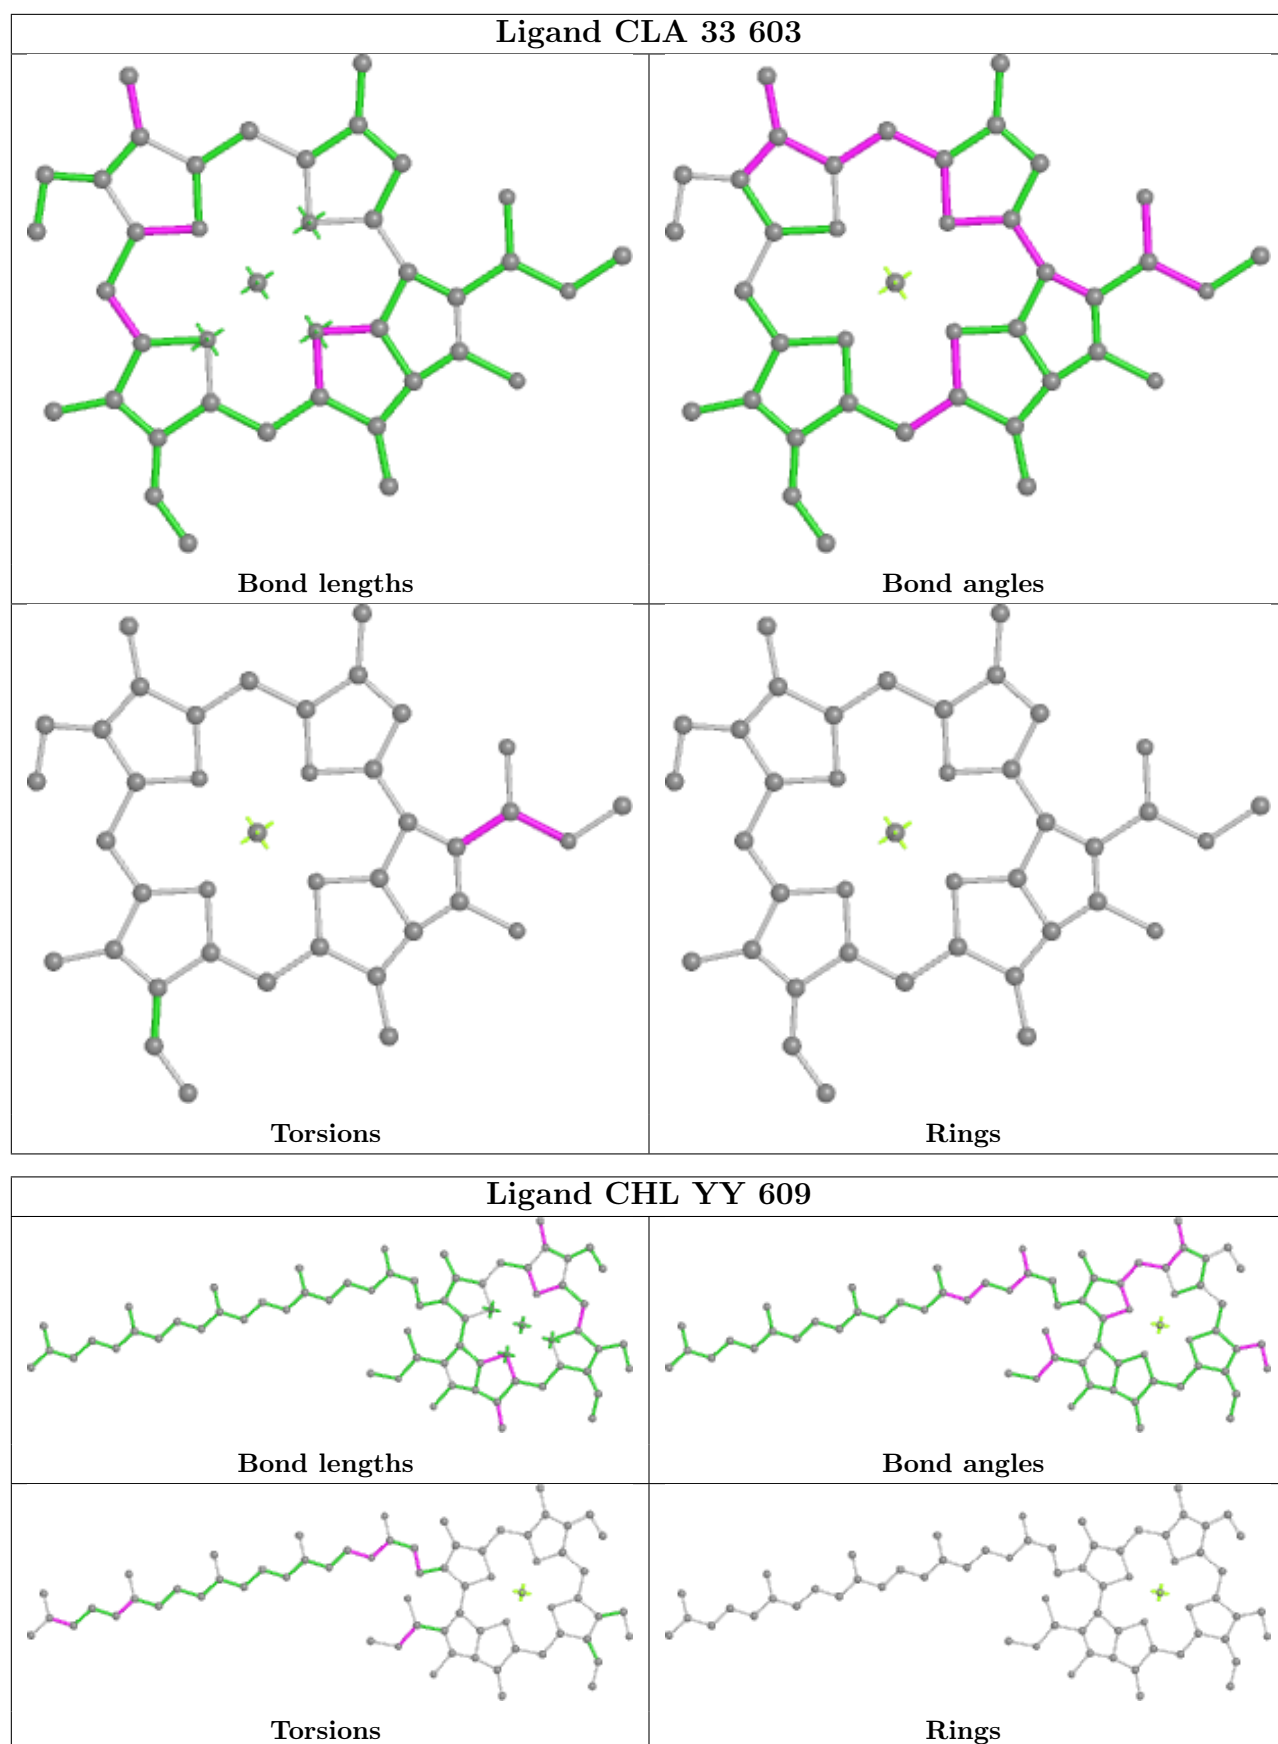 Ligand CLA 33 603
Bond lengths
Bond angles
Torsions
Rings
Ligand CHL YY 609
Bond lengths
Bond angles
Torsions
Rings